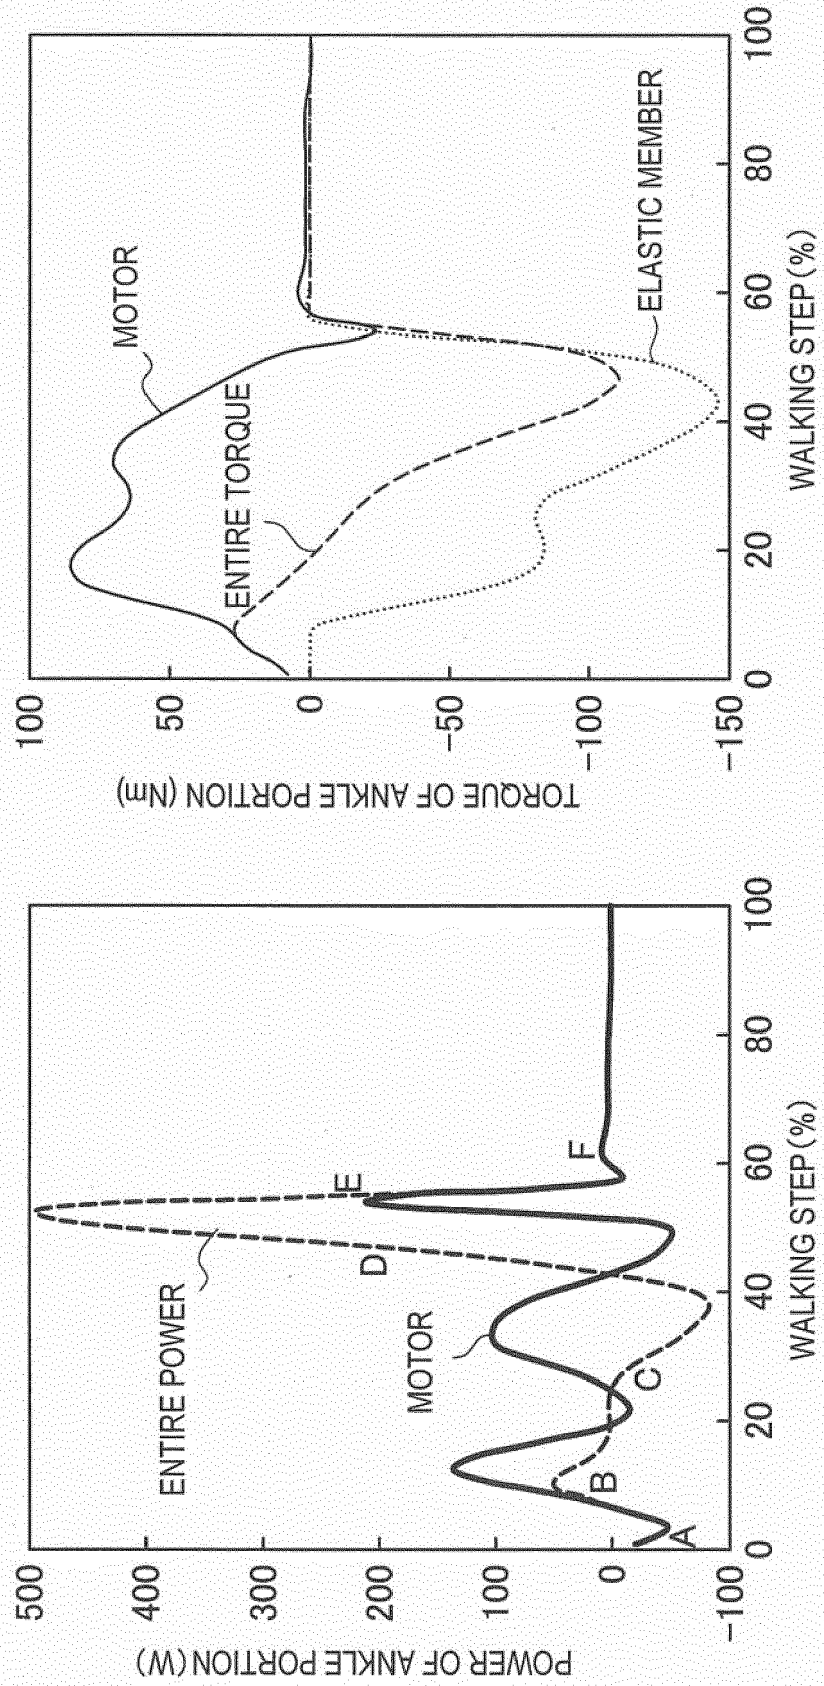 POWER OF ANKLE PORTION (W)
500
400
300
200
100
0
-100
ENTIRE POWER
MOTOR
A
B
C
D
E
F
0
20
40
60
80
100
WALKING STEP (%)
TORQUE OF ANKLE PORTION (Nm)
100
50
0
-50
-100
-150
MOTOR
ENTIRE TORQUE
ELASTIC MEMBER
0
20
40
60
80
100
WALKING STEP (%)